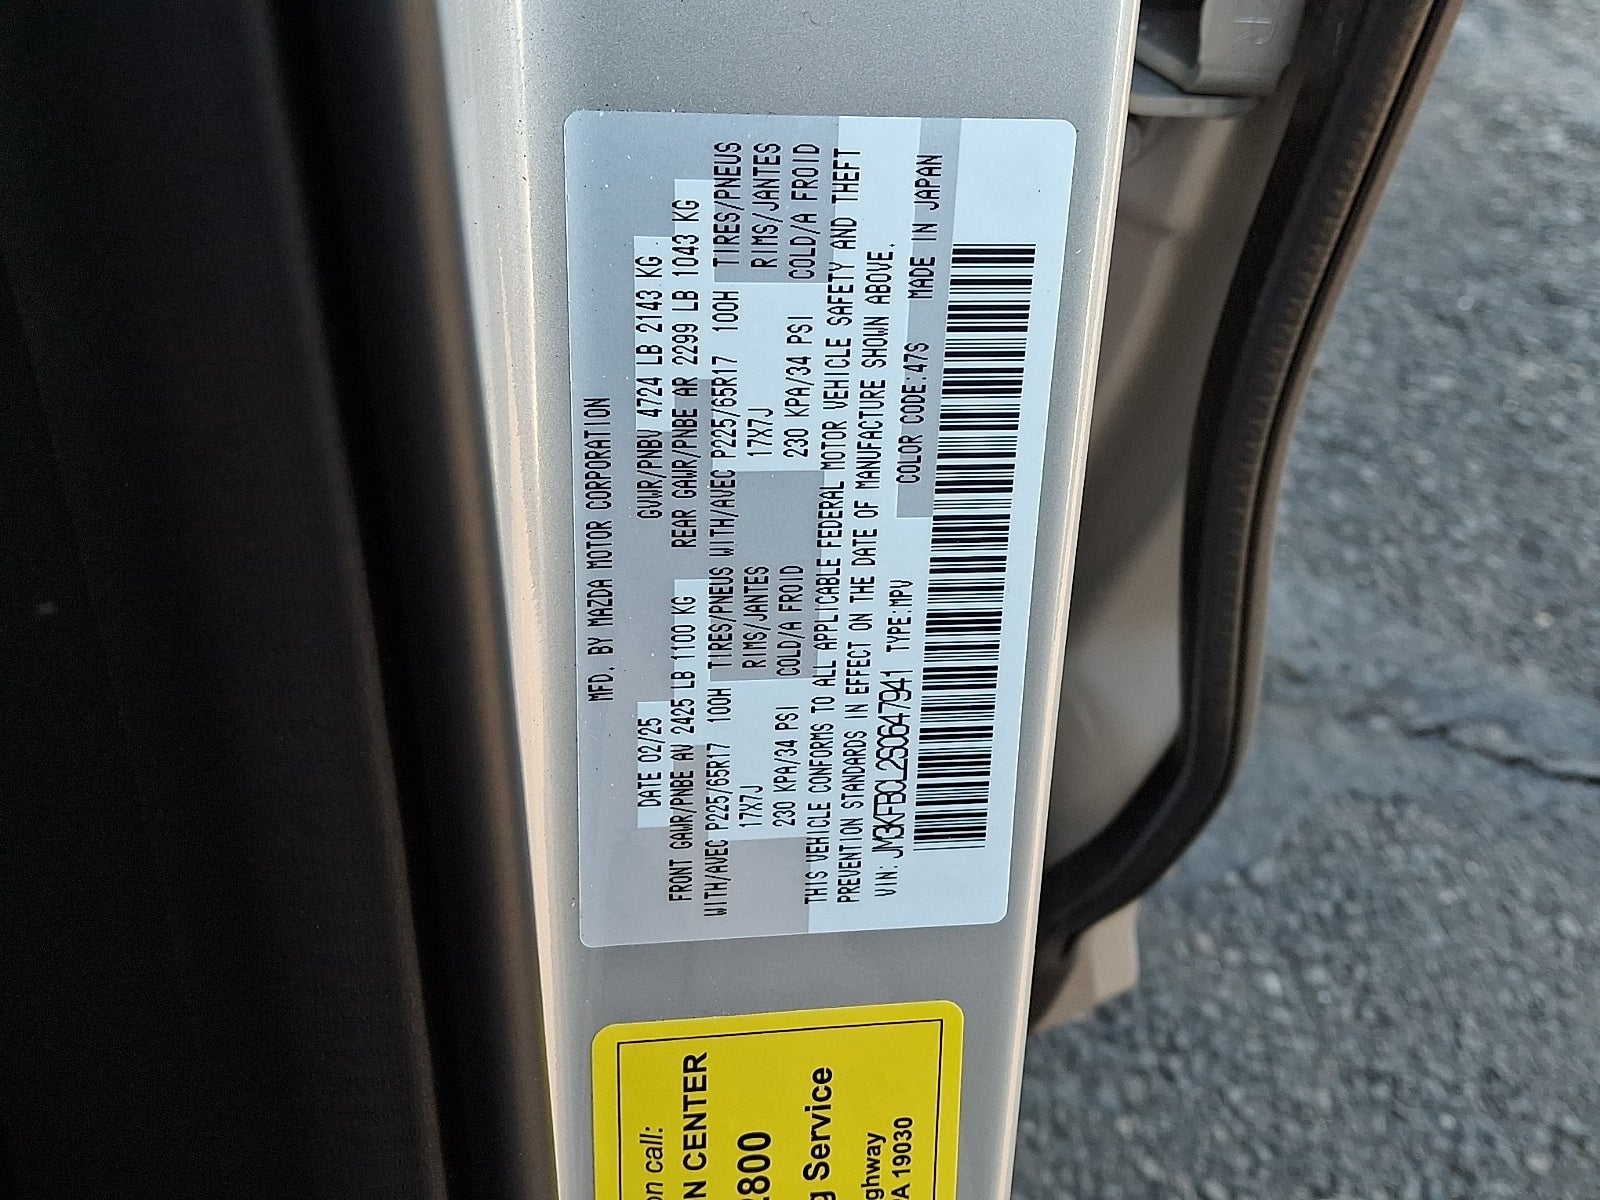 MFD. BY MAZDA MOTOR CORPORATION
DATE 02/25 GVWR/PNBV 4724 LB 2143 KG
FRONT GAWR/PNBE AV 2425 LB 1100 KG REAR GAWR/PNBE AR 2299 LB 1043 KG
WITH/AVEC P225/65R17 100H TIRES/PNEUS WITH/AVEC P225/65R17 100H TIRES/PNEUS
17X7J RIMS/JANTES 17X7J RIMS/JANTES
230 KPA/34 PSI COLD/A FROID 230 KPA/34 PSI COLD/A FROID
THIS VEHICLE CONFORMS TO ALL APPLICABLE FEDERAL MOTOR VEHICLE SAFETY AND THEFT
PREVENTION STANDARDS IN EFFECT ON THE DATE OF MANUFACTURE SHOWN ABOVE.
VIN: JM3KFBCL2S0647941 TYPE:MPV COLOR CODE:47S MADE IN JAPAN
on call:
N CENTER
2800
g Service
ghway
PA 19030